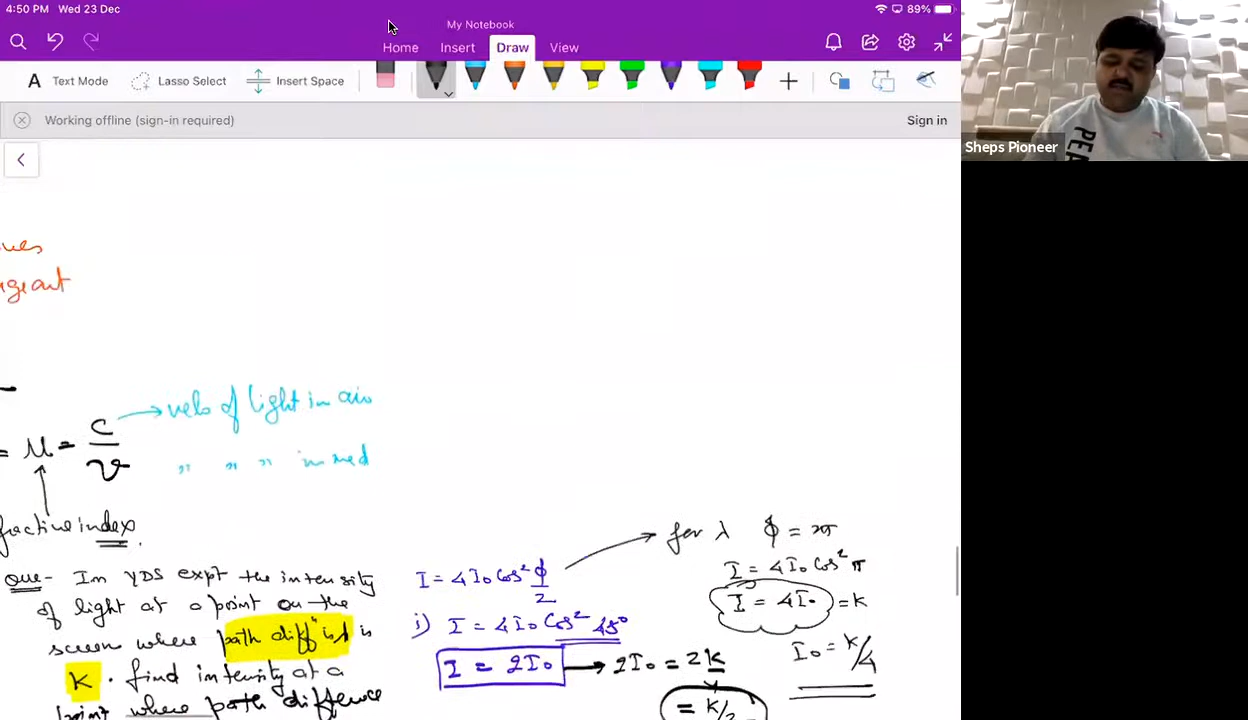 4:50 PM Wed 23 Dec
89%
My Notebook
Home Insert Draw View
A Text Mode Lasso Select Insert Space
Working offline (sign-in required)
Sign in
Sheps Pioneer
ues
geart
= μ = c/v
→ velo of light in air
" " " in med
fractive index.
que - In YDS expt the intensity
of light at a point on the
screen where path diffⁿ is λ is
K. find intensity at a
point where path difference
I = 4I₀ Cos² ϕ/2
i) I = 4I₀ Cos² 45°
I = 2I₀ → 2I₀ = 2K
= K/2
for λ ϕ = 2π
I = 4I₀ cos² π
I = 4I₀ = K
I₀ = K/4